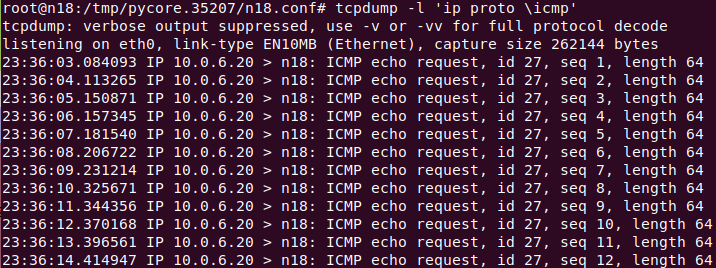 root@n18:/tmp/pycore.35207/n18.conf# tcpdump -l 'ip proto \icmp'
tcpdump: verbose output suppressed, use -v or -vv for full protocol decode
listening on eth0, link-type EN10MB (Ethernet), capture size 262144 bytes
23:36:03.084093 IP 10.0.6.20 > n18: ICMP echo request, id 27, seq 1, length 64
23:36:04.113265 IP 10.0.6.20 > n18: ICMP echo request, id 27, seq 2, length 64
23:36:05.150871 IP 10.0.6.20 > n18: ICMP echo request, id 27, seq 3, length 64
23:36:06.157345 IP 10.0.6.20 > n18: ICMP echo request, id 27, seq 4, length 64
23:36:07.181540 IP 10.0.6.20 > n18: ICMP echo request, id 27, seq 5, length 64
23:36:08.206722 IP 10.0.6.20 > n18: ICMP echo request, id 27, seq 6, length 64
23:36:09.231214 IP 10.0.6.20 > n18: ICMP echo request, id 27, seq 7, length 64
23:36:10.325671 IP 10.0.6.20 > n18: ICMP echo request, id 27, seq 8, length 64
23:36:11.344356 IP 10.0.6.20 > n18: ICMP echo request, id 27, seq 9, length 64
23:36:12.370168 IP 10.0.6.20 > n18: ICMP echo request, id 27, seq 10, length 64
23:36:13.396561 IP 10.0.6.20 > n18: ICMP echo request, id 27, seq 11, length 64
23:36:14.414947 IP 10.0.6.20 > n18: ICMP echo request, id 27, seq 12, length 64